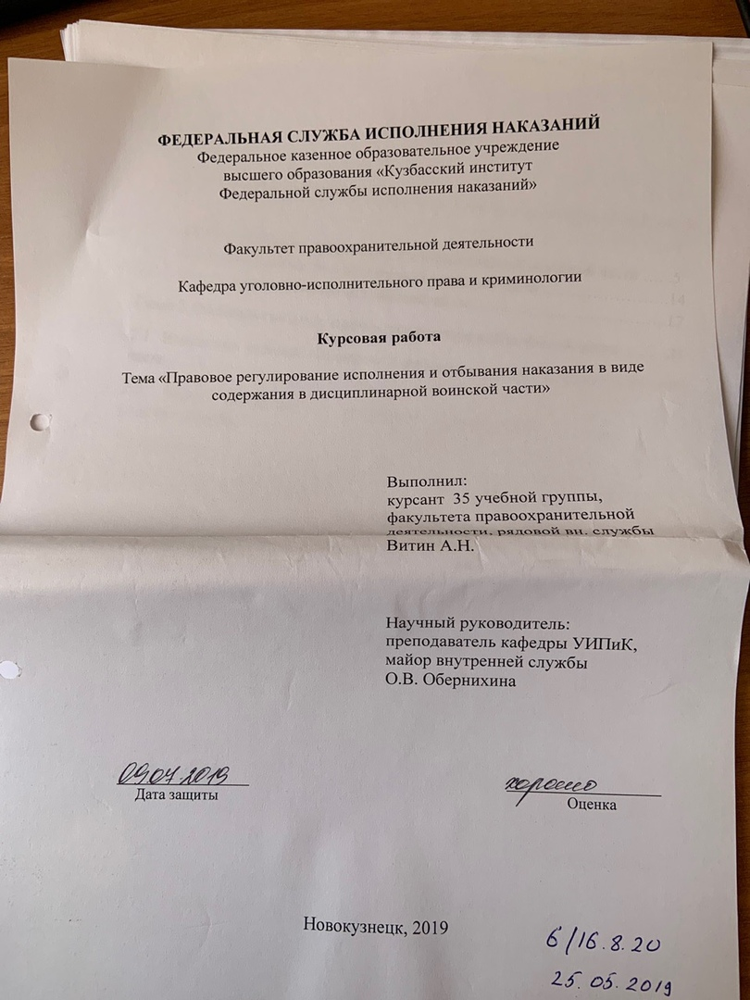 ФЕДЕРАЛЬНАЯ СЛУЖБА ИСПОЛНЕНИЯ НАКАЗАНИЙ
Федеральное казенное образовательное учреждение
высшего образования «Кузбасский институт
Федеральной службы исполнения наказаний»
Факультет правоохранительной деятельности
Кафедра уголовно-исполнительного права и криминологии
Курсовая работа
Тема «Правовое регулирование исполнения и отбывания наказания в виде
содержания в дисциплинарной воинской части»
Выполнил:
курсант 35 учебной группы,
факультета правоохранительной
деятельности, рядовой вн. службы
Витин А.Н.
Научный руководитель:
преподаватель кафедры УИПиК,
майор внутренней службы
О.В. Обернихина
09.07.2019
Дата защиты
хорошо
Оценка
Новокузнецк, 2019
6/16.8.20
25.05.2019